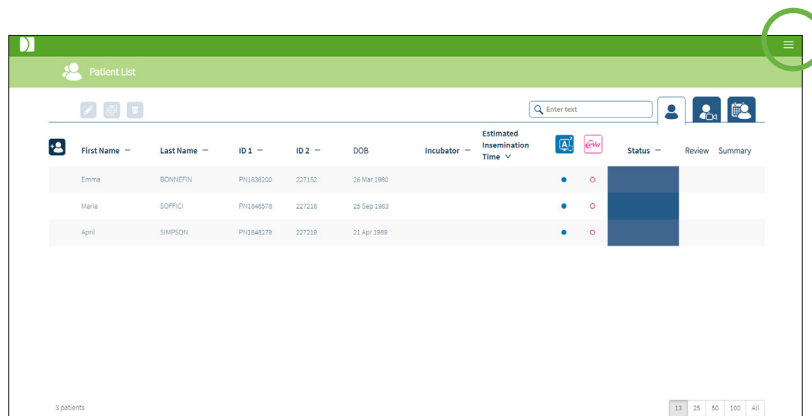 Patient List
Enter text
First Name Last Name ID 1 ID 2 DOB Incubator Estimated Insemination Time A Eeva Status Review Summary
Emma BONNEFIN PN1838200 227152 26 Mar 1980
Maria SOFFICI PN1846578 227216 25 Sep 1983
April SIMPSON PN1848278 227219 21 Apr 1989
3 patients 13 25 50 100 All